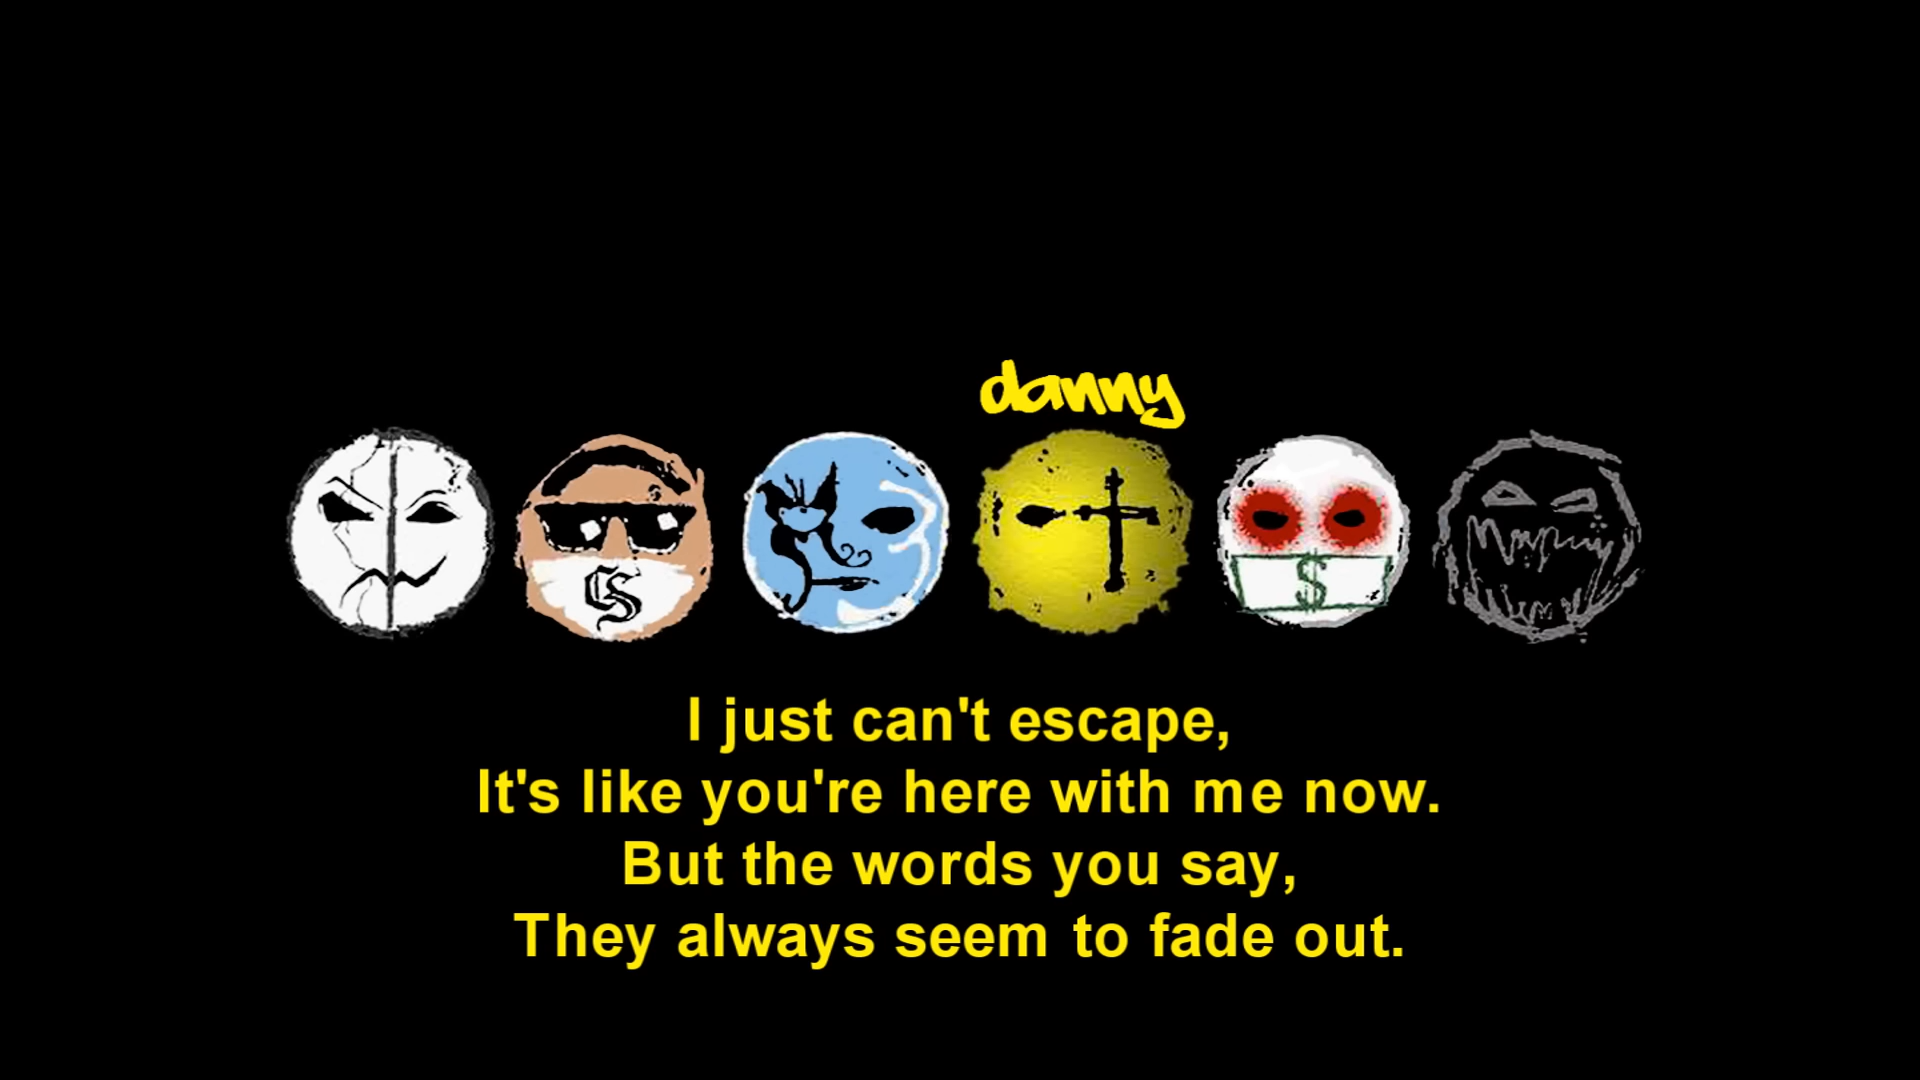 danny
$
I just can't escape,
It's like you're here with me now.
But the words you say,
They always seem to fade out.